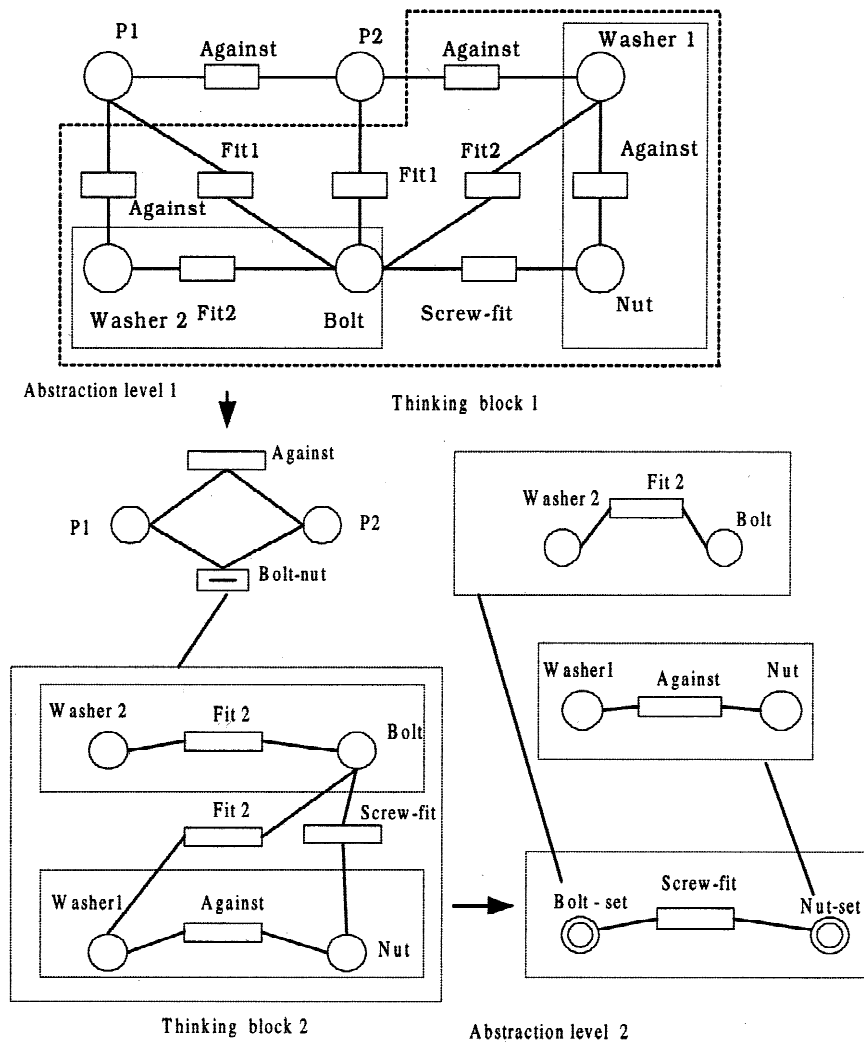 P1
Against
P2
Against
Washer 1
Fit1
Fit2
Against
Against
Fit1
Washer 2
Fit2
Bolt
Screw-fit
Nut
Abstraction level 1
Thinking block 1
Against
P1
P2
Bolt-nut
Washer 2
Fit 2
Bolt
Washer1
Against
Nut
Washer 2
Fit 2
Bolt
Fit 2
Screw-fit
Washer1
Against
Nut
Bolt - set
Screw-fit
Nut-set
Thinking block 2
Abstraction level 2